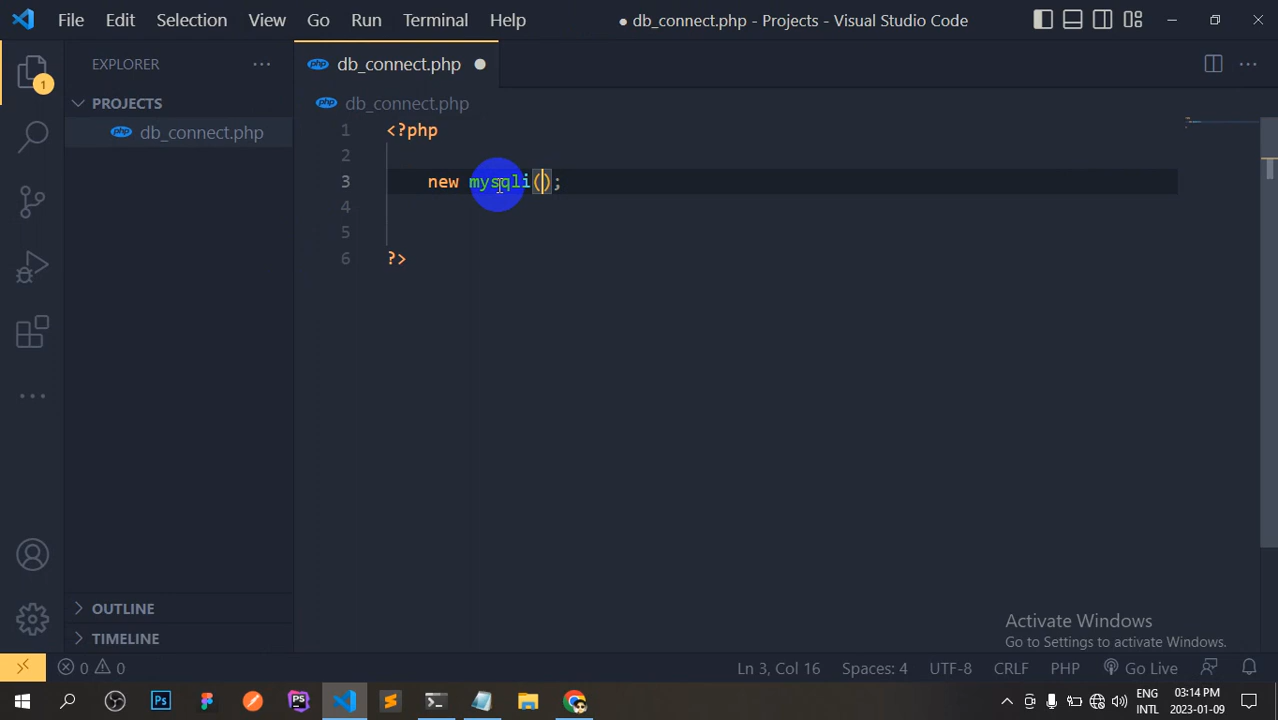 File Edit Selection View Go Run Terminal Help
db_connect.php - Projects - Visual Studio Code
EXPLORER
db_connect.php
PROJECTS
db_connect.php
db_connect.php
1 <?php
2
3 new mysqli();
4
5
6 ?>
1
OUTLINE
TIMELINE
Activate Windows
Go to Settings to activate Windows.
0 0
Ln 3, Col 16 Spaces: 4 UTF-8 CRLF PHP Go Live
Ps
PS
ENG
INTL
03:14 PM
2023-01-09